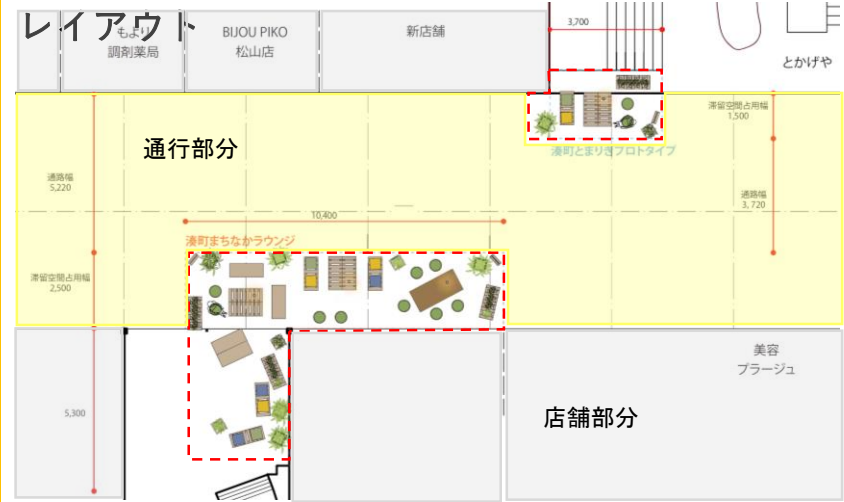 レイアウト
もより
調剤薬局
BIJOU PIKO
松山店
新店舗
3,700
とかげや
滞留空間占用幅
1,500
通行部分
湊町とまり木プロトタイプ
通路幅
5,220
通路幅
3,720
10,400
湊町まちなかラウンジ
滞留空間占用幅
2,500
美容
プラージュ
5,300
店舗部分